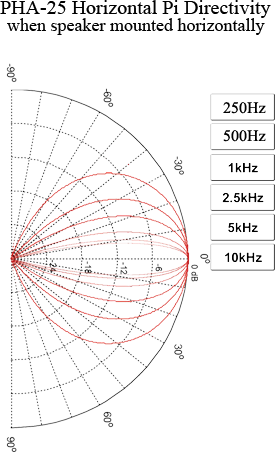 PHA-25 Horizontal Pi Directivity
when speaker mounted horizontally
-90°
-60°
-30°
0°
30°
60°
90°
-24
-18
-12
-6
0 dB
250Hz
500Hz
1kHz
2.5kHz
5kHz
10kHz